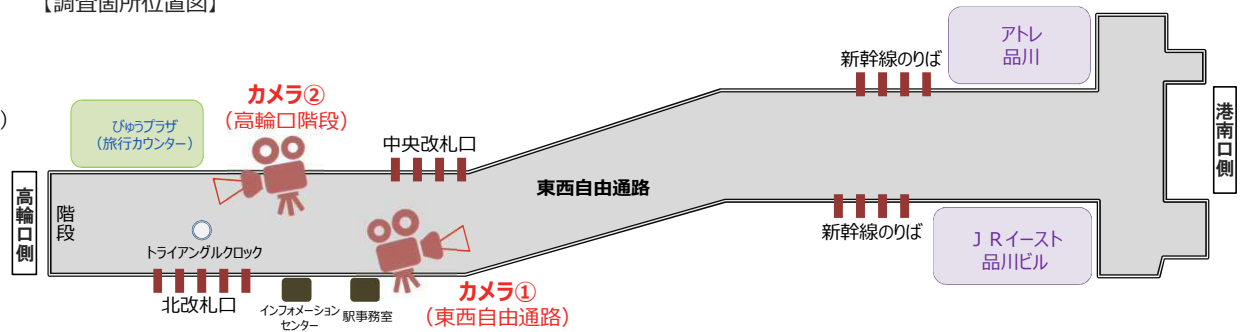 【調査箇所位置図】
)
アトレ
品川
新幹線のりば
カメラ②
(高輪口階段)
びゅうプラザ
(旅行カウンター)
中央改札口
港南口側
東西自由通路
高輪口側
階段
トライアングルクロック
新幹線のりば
JRイースト
品川ビル
北改札口
インフォメーション
センター
駅事務室
カメラ①
(東西自由通路)